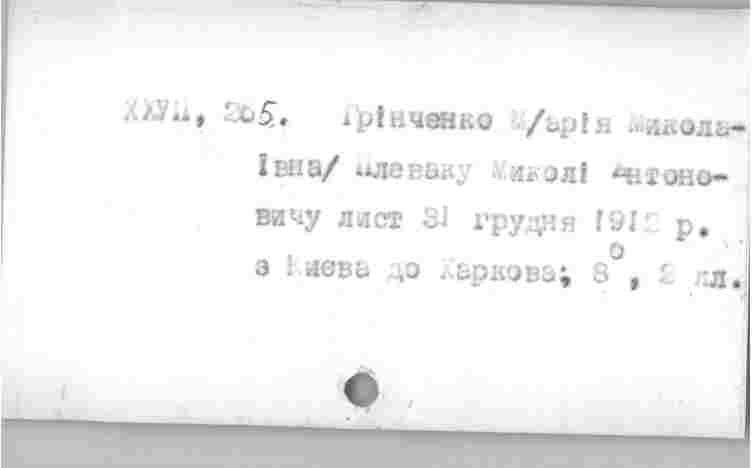 XXVII, 265. Грінченко М/арія Микола-
ївна/ Плеваку Миколі Антоно-
вичу лист 31 грудня 1912 р.
з Києва до Харкова; 8°, 2 лл.